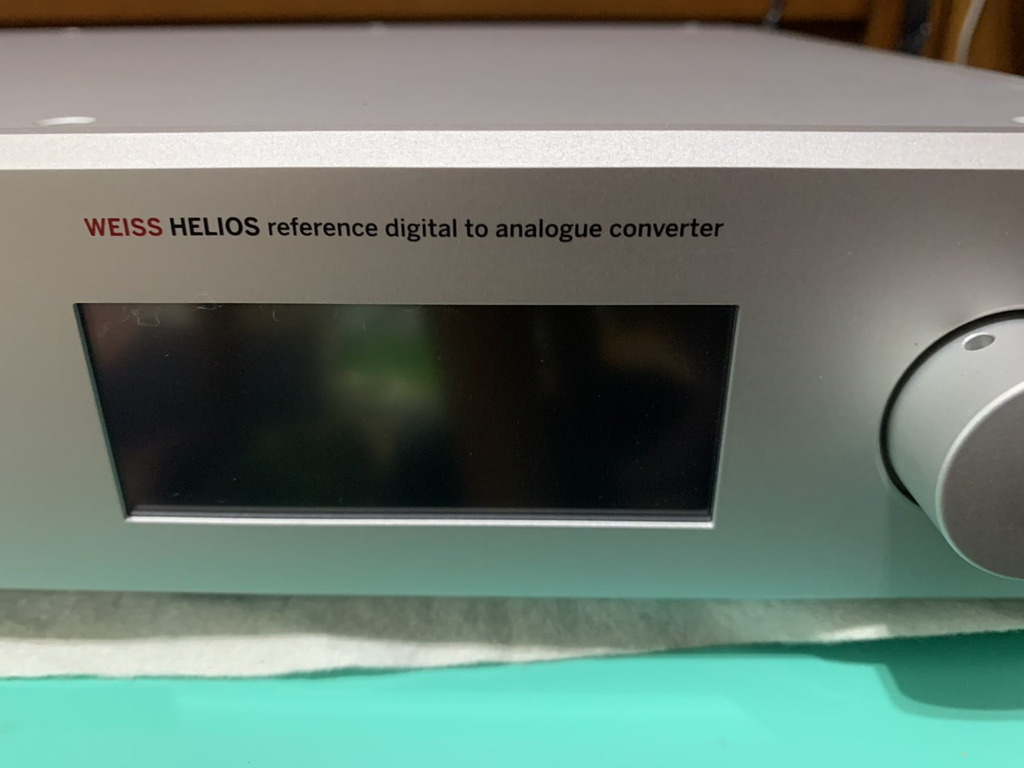 WEISS HELIOS reference digital to analogue converter